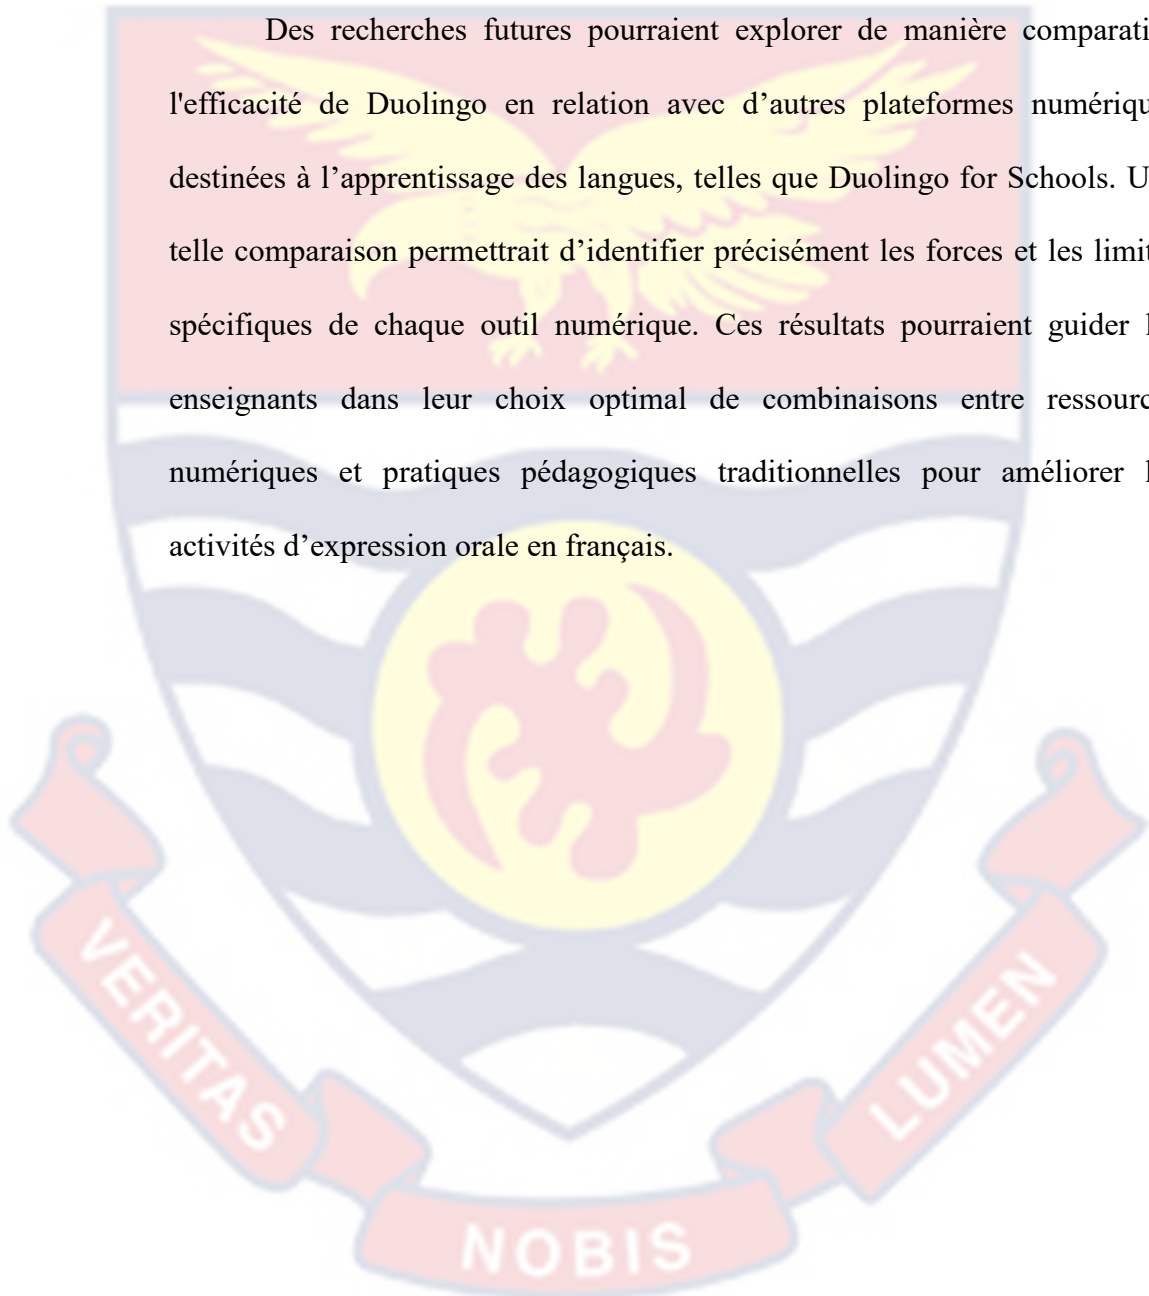 Des recherches futures pourraient explorer de manière comparati
l'efficacité de Duolingo en relation avec d’autres plateformes numériqu
destinées à l’apprentissage des langues, telles que Duolingo for Schools. U
telle comparaison permettrait d’identifier précisément les forces et les limit
spécifiques de chaque outil numérique. Ces résultats pourraient guider l
enseignants dans leur choix optimal de combinaisons entre ressourc
numériques et pratiques pédagogiques traditionnelles pour améliorer l
activités d’expression orale en français.
VERITAS
NOBIS
LUMEN